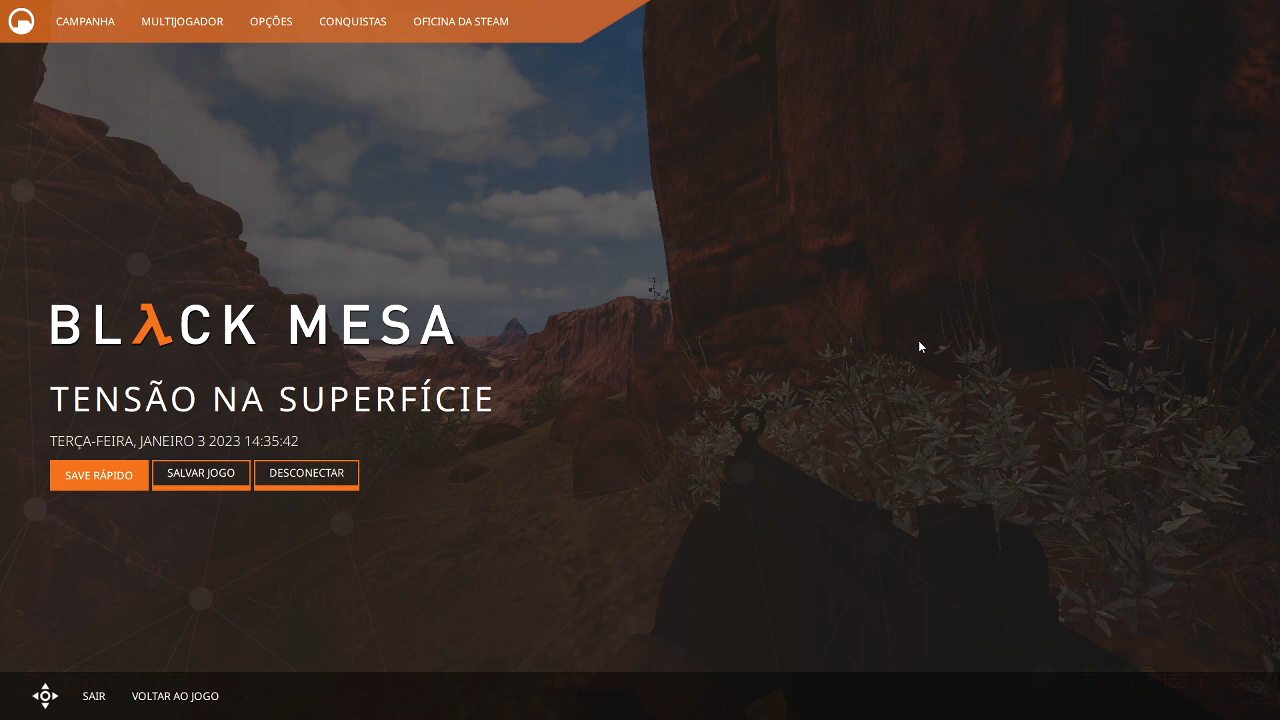 CAMPANHA MULTIJOGADOR OPÇÕES CONQUISTAS OFICINA DA STEAM
BLλCK MESA
TENSÃO NA SUPERFÍCIE
TERÇA-FEIRA, JANEIRO 3 2023 14:35:42
SAVE RÁPIDO SALVAR JOGO DESCONECTAR
SAIR VOLTAR AO JOGO